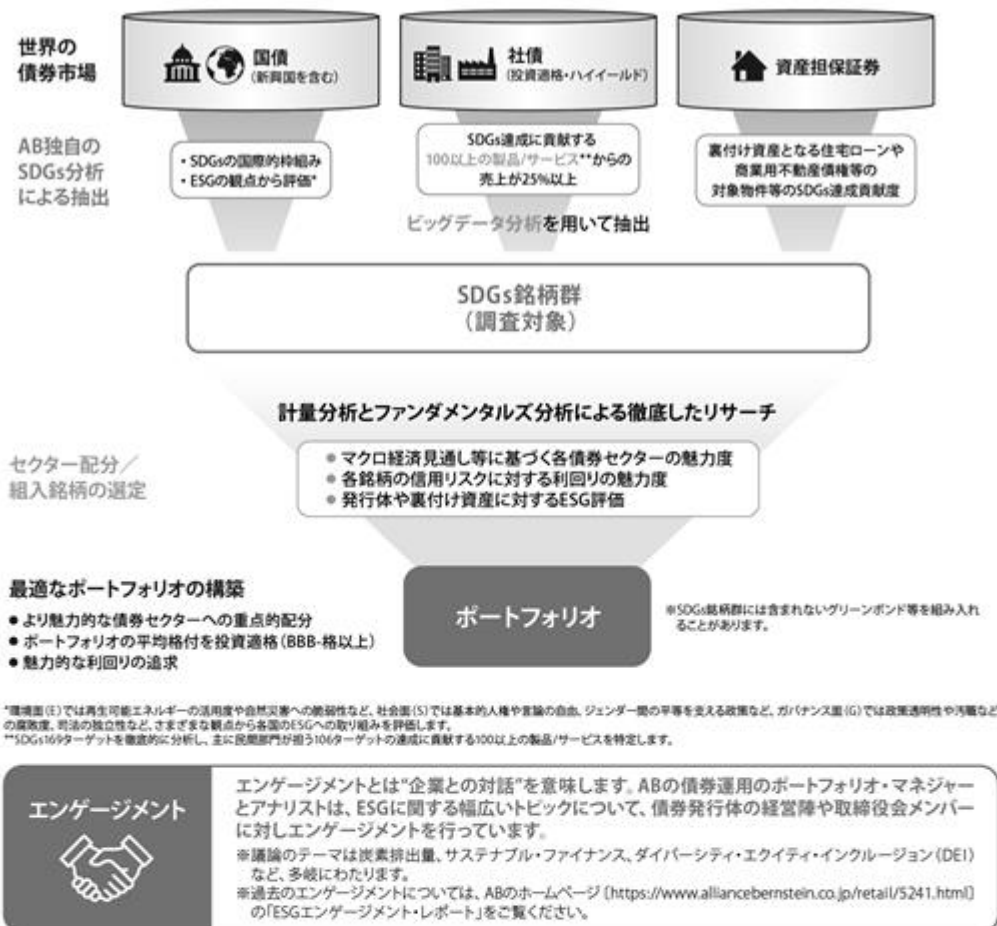 世界の
債券市場
国債
(新興国を含む)
社債
(投資適格・ハイイールド)
資産担保証券
AB独自の
SDGs分析
による抽出
・SDGsの国際的枠組み
・ESGの観点から評価*
SDGs達成に貢献する
100以上の製品/サービス**からの
売上が25%以上
裏付け資産となる住宅ローンや
商業用不動産債権等の
対象物件等のSDGs達成貢献度
ビッグデータ分析を用いて抽出
SDGs銘柄群
(調査対象)
計量分析とファンダメンタルズ分析による徹底したリサーチ
セクター配分／
組入銘柄の選定
●マクロ経済見通し等に基づく各債券セクターの魅力度
●各銘柄の信用リスクに対する利回りの魅力度
●発行体や裏付け資産に対するESG評価
最適なポートフォリオの構築
●より魅力的な債券セクターへの重点的配分
●ポートフォリオの平均格付を投資適格(BBB-格以上)
●魅力的な利回りの追求
ポートフォリオ
※SDGs銘柄群には含まれないグリーンボンド等を組み入れ
ることがあります。
*環境面(E)では再生可能エネルギーの活用度や自然災害への脆弱性など、社会面(S)では基本的人権や言論の自由、ジェンダー間の平等を支える政策など、ガバナンス面(G)では政策透明性や汚職など
の腐敗度、司法の独立性など、さまざまな観点から各国のESGへの取り組みを評価します。
**SDGs169ターゲットを徹底的に分析し、主に民間部門が担う106ターゲットの達成に貢献する100以上の製品/サービスを特定します。
エンゲージメント
エンゲージメントとは"企業との対話"を意味します。ABの債券運用のポートフォリオ・マネジャー
とアナリストは、ESGに関する幅広いトピックについて、債券発行体の経営陣や取締役会メンバー
に対しエンゲージメントを行っています。
※議論のテーマは炭素排出量、サステナブル・ファイナンス、ダイバーシティ・エクイティ・インクルージョン(DEI)
など、多岐にわたります。
※過去のエンゲージメントについては、ABのホームページ[https://www.alliancebernstein.co.jp/retail/5241.html]
の「ESGエンゲージメント・レポート」をご覧ください。